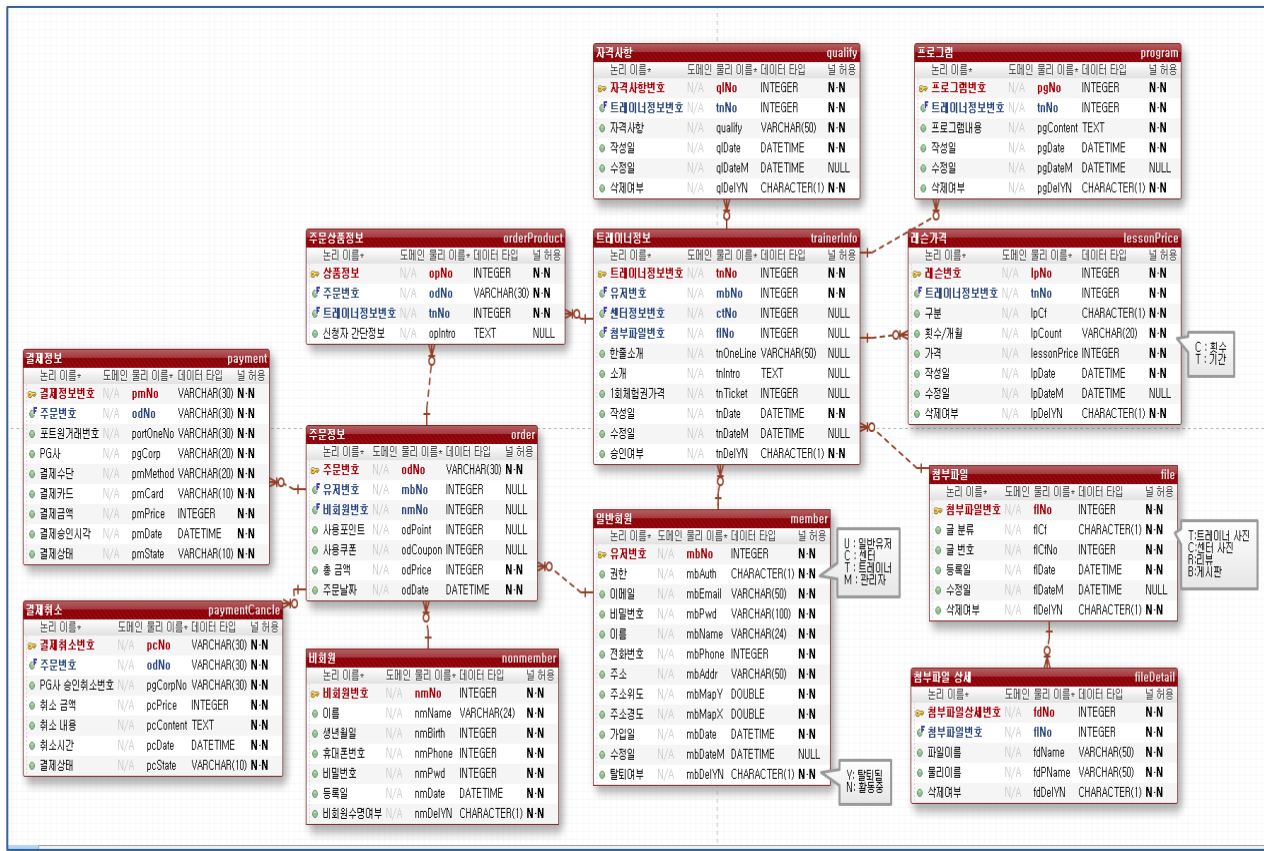 자격사항 qualify
논리 이름* 도메인 물리 이름* 데이터 타입 널 허용
자격사항번호 N/A qlNo INTEGER N·N
트레이너정보번호 N/A tnNo INTEGER N·N
자격사항 N/A qualify VARCHAR(50) N·N
작성일 N/A qlDate DATETIME N·N
수정일 N/A qlDateM DATETIME NULL
삭제여부 N/A qlDelYN CHARACTER(1) N·N
프로그램 program
논리 이름* 도메인 물리 이름* 데이터 타입 널 허용
프로그램번호 N/A pgNo INTEGER N·N
트레이너정보번호 N/A tnNo INTEGER N·N
프로그램내용 N/A pgContent TEXT N·N
작성일 N/A pgDate DATETIME N·N
수정일 N/A pgDateM DATETIME NULL
삭제여부 N/A pgDelYN CHARACTER(1) N·N
주문상품정보 orderProduct
논리 이름* 도메인 물리 이름* 데이터 타입 널 허용
상품정보 N/A opNo INTEGER N·N
주문번호 N/A odNo VARCHAR(30) N·N
트레이너정보번호 N/A tnNo INTEGER N·N
신청자 간단정보 N/A opIntro TEXT NULL
트레이너정보 trainerInfo
논리 이름* 도메인 물리 이름* 데이터 타입 널 허용
트레이너정보번호 N/A tnNo INTEGER N·N
유저번호 N/A mbNo INTEGER N·N
센터정보번호 N/A ctNo INTEGER NULL
첨부파일번호 N/A flNo INTEGER NULL
한줄소개 N/A tnOneLine VARCHAR(50) NULL
소개 N/A tnIntro TEXT NULL
1회체험권가격 N/A tnTicket INTEGER NULL
작성일 N/A tnDate DATETIME N·N
수정일 N/A tnDateM DATETIME NULL
승인여부 N/A tnDelYN CHARACTER(1) N·N
레슨가격 lessonPrice
논리 이름* 도메인 물리 이름* 데이터 타입 널 허용
레슨번호 N/A lpNo INTEGER N·N
트레이너정보번호 N/A tnNo INTEGER N·N
구분 N/A lpCf CHARACTER(1) N·N
횟수/개월 N/A lpCount VARCHAR(20) N·N
가격 N/A lessonPrice INTEGER N·N
작성일 N/A lpDate DATETIME N·N
수정일 N/A lpDateM DATETIME NULL
삭제여부 N/A lpDelYN CHARACTER(1) N·N
C : 횟수
T : 기간
결제정보 payment
논리 이름* 도메인 물리 이름* 데이터 타입 널 허용
결제정보번호 N/A pmNo VARCHAR(30) N·N
주문번호 N/A odNo VARCHAR(30) N·N
포트원거래번호 N/A portOneNo VARCHAR(30) N·N
PG사 N/A pgCorp VARCHAR(20) N·N
결제수단 N/A pmMethod VARCHAR(20) N·N
결제카드 N/A pmCard VARCHAR(10) N·N
결제금액 N/A pmPrice INTEGER N·N
결제승인시각 N/A pmDate DATETIME N·N
결제상태 N/A pmState VARCHAR(10) N·N
주문정보 order
논리 이름* 도메인 물리 이름* 데이터 타입 널 허용
주문번호 N/A odNo VARCHAR(30) N·N
유저번호 N/A mbNo INTEGER NULL
비회원번호 N/A nmNo INTEGER NULL
사용포인트 N/A odPoint INTEGER NULL
사용쿠폰 N/A odCoupon INTEGER NULL
총 금액 N/A odPrice INTEGER N·N
주문날짜 N/A odDate DATETIME N·N
첨부파일 file
논리 이름* 도메인 물리 이름* 데이터 타입 널 허용
첨부파일번호 N/A flNo INTEGER N·N
글 분류 N/A flCf CHARACTER(1) N·N
글 번호 N/A flCfNo INTEGER N·N
등록일 N/A flDate DATETIME N·N
수정일 N/A flDateM DATETIME NULL
삭제여부 N/A flDelYN CHARACTER(1) N·N
T:트레이너 사진
C:센터 사진
R:리뷰
B:게시판
일반회원 member
논리 이름* 도메인 물리 이름* 데이터 타입 널 허용
유저번호 N/A mbNo INTEGER N·N
권한 N/A mbAuth CHARACTER(1) N·N
이메일 N/A mbEmail VARCHAR(50) N·N
비밀번호 N/A mbPwd VARCHAR(100) N·N
이름 N/A mbName VARCHAR(24) N·N
전화번호 N/A mbPhone INTEGER N·N
주소 N/A mbAddr VARCHAR(50) N·N
주소위도 N/A mbMapY DOUBLE N·N
주소경도 N/A mbMapX DOUBLE N·N
가입일 N/A mbDate DATETIME N·N
수정일 N/A mbDateM DATETIME NULL
탈퇴여부 N/A mbDelYN CHARACTER(1) N·N
U : 일반유저
C : 센터
T : 트레이너
M : 관리자
Y: 탈퇴됨
N: 활동중
결제취소 paymentCancle
논리 이름* 도메인 물리 이름* 데이터 타입 널 허용
결제취소번호 N/A pcNo VARCHAR(30) N·N
주문번호 N/A odNo VARCHAR(30) N·N
PG사 승인취소번호 N/A pgCorpNo VARCHAR(30) N·N
취소 금액 N/A pcPrice INTEGER N·N
취소 내용 N/A pcContent TEXT N·N
취소시간 N/A pcDate DATETIME N·N
결제상태 N/A pcState VARCHAR(10) N·N
비회원 nonmember
논리 이름* 도메인 물리 이름* 데이터 타입 널 허용
비회원번호 N/A nmNo INTEGER N·N
이름 N/A nmName VARCHAR(24) N·N
생년월일 N/A nmBirth INTEGER N·N
휴대폰번호 N/A nmPhone INTEGER N·N
비밀번호 N/A nmPwd INTEGER N·N
등록일 N/A nmDate DATETIME N·N
비회원수명여부 N/A nmDelYN CHARACTER(1) N·N
첨부파일 상세 fileDetail
논리 이름* 도메인 물리 이름* 데이터 타입 널 허용
첨부파일상세번호 N/A fdNo INTEGER N·N
첨부파일번호 N/A flNo INTEGER N·N
파일이름 N/A fdName VARCHAR(50) N·N
물리이름 N/A fdPName VARCHAR(50) N·N
삭제여부 N/A fdDelYN CHARACTER(1) N·N